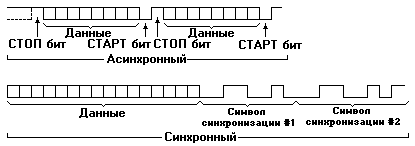 Данные Данные
СТОП бит СТАРТ бит СТОП бит СТАРТ бит
Асинхронный
Данные Символ синхронизации #1 Символ синхронизации #2
Синхронный